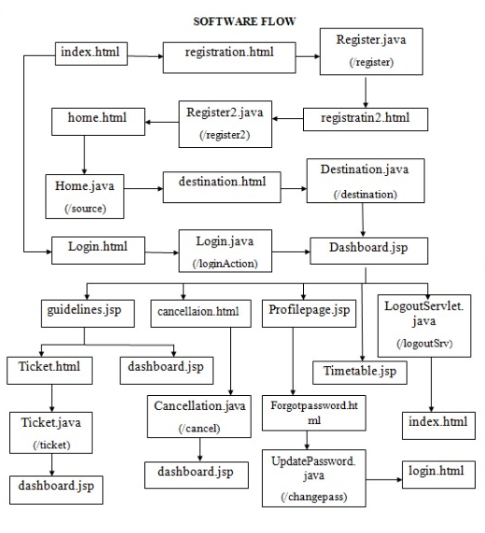 SOFTWARE FLOW
index.html
registration.html
Register.java
(/register)
home.html
Register2.java
(/register2)
registratin2.html
Home.java
(/source)
destination.html
Destination.java
(/destination)
Login.html
Login.java
(/loginAction)
Dashboard.jsp
guidelines.jsp
cancellaion.html
Profilepage.jsp
LogoutServlet.
java
(/logoutSrv)
Ticket.html
dashboard.jsp
Timetable.jsp
Ticket.java
(/ticket)
Cancellation.java
(/cancel)
Forgotpassword.ht
ml
index.html
dashboard.jsp
dashboard.jsp
UpdatePassword.
java
(/changepass)
login.html